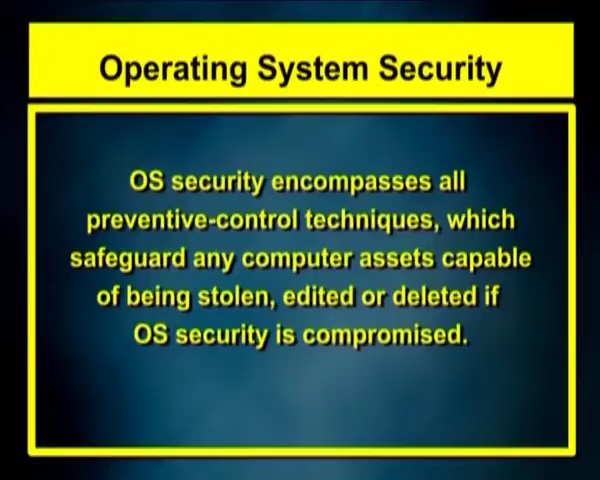 Operating System Security
OS security encompasses all
preventive-control techniques, which
safeguard any computer assets capable
of being stolen, edited or deleted if
OS security is compromised.